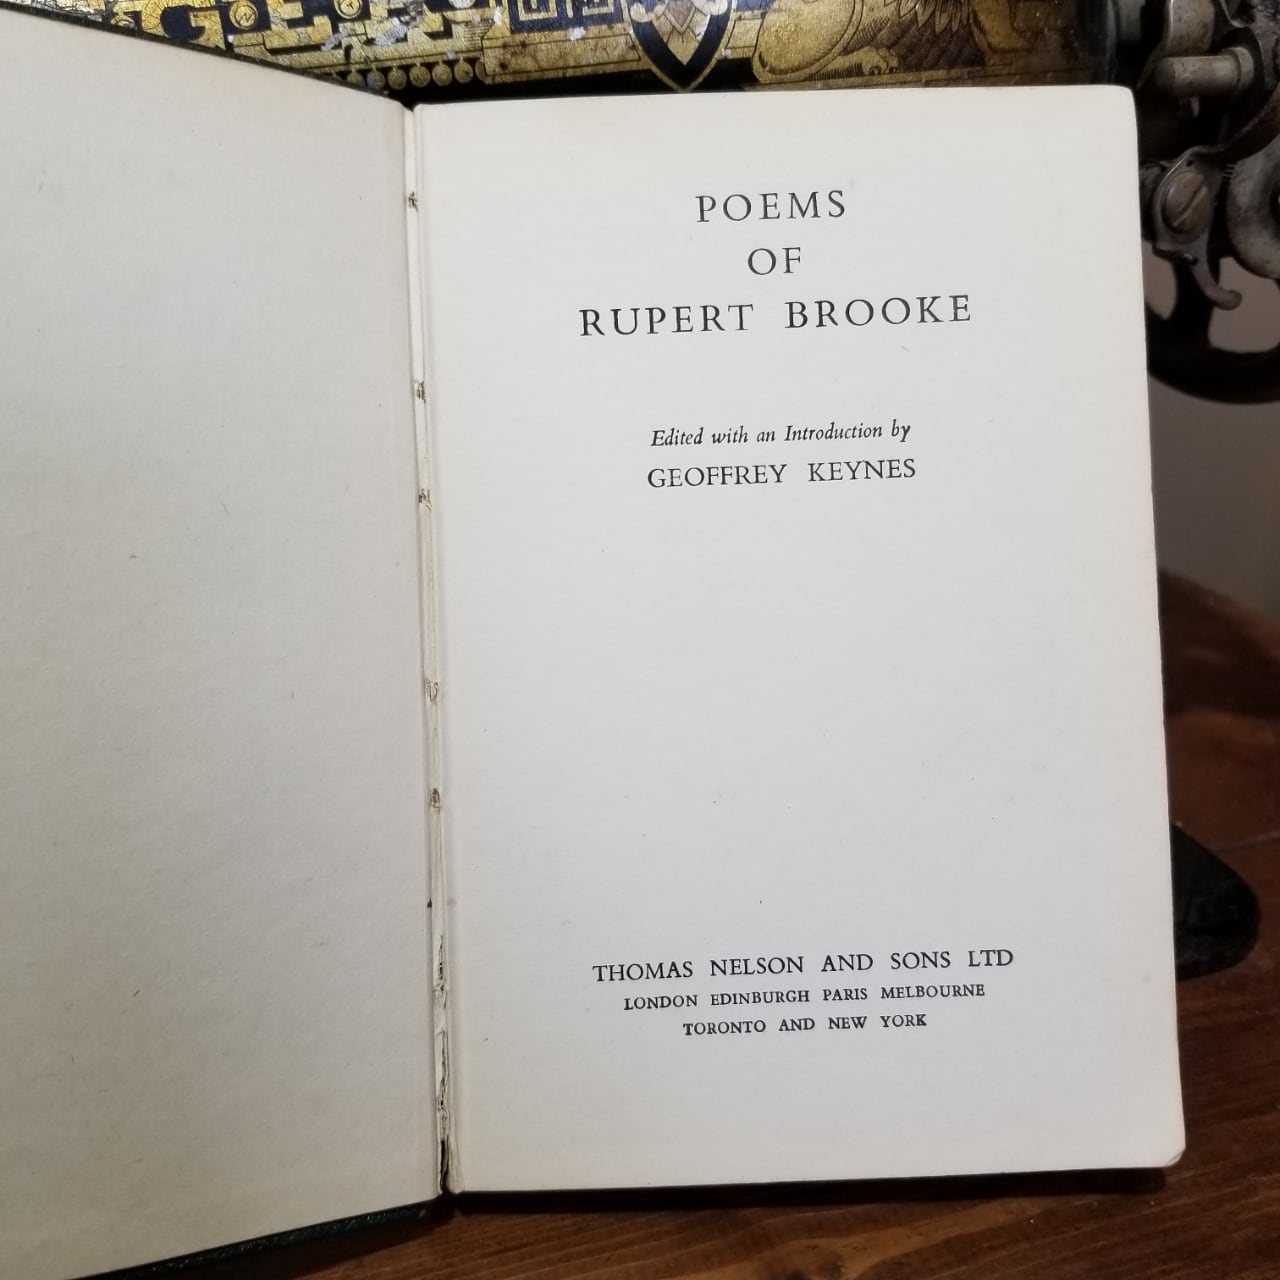 POEMS
OF
RUPERT BROOKE
Edited with an Introduction by
GEOFFREY KEYNES
THOMAS NELSON AND SONS LTD
LONDON EDINBURGH PARIS MELBOURNE
TORONTO AND NEW YORK